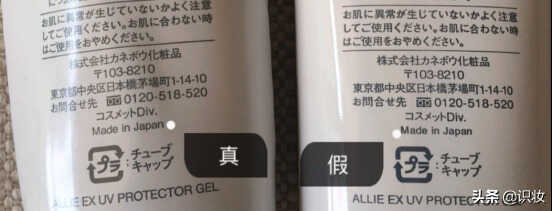 お肌に異常が生じていないかよく注意
してご使用ください。お肌に合わない時
はご使用をおやめください。
株式会社カネボウ化粧品
〒103-8210
東京都中央区日本橋茅場町1-14-10
お問合せ先 0120-518-520
コスメットDiv.
Made in Japan
プラ
チューブ
キャップ
真
ALLIE EX UV PROTECTOR GEL
お肌に異常が生じていないかよく注意
してご使用ください。お肌に合わない時
はご使用をおやめください。
株式会社カネボウ化粧品
〒103-8210
東京都中央区日本橋茅場町1-14-10
お問合せ先 0120-518-520
コスメットDiv.
Made in Japan
假
プラ
チューブ
キャップ
ALLIE EX UV PROTEC
头条 @识妆